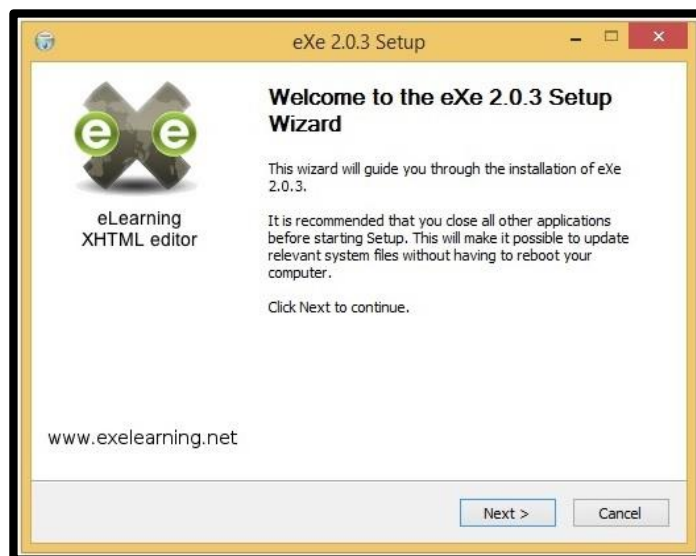 eXe 2.0.3 Setup
e e
eLearning
XHTML editor
www.exelearning.net
Welcome to the eXe 2.0.3 Setup
Wizard
This wizard will guide you through the installation of eXe
2.0.3.
It is recommended that you close all other applications
before starting Setup. This will make it possible to update
relevant system files without having to reboot your
computer.
Click Next to continue.
Next >
Cancel